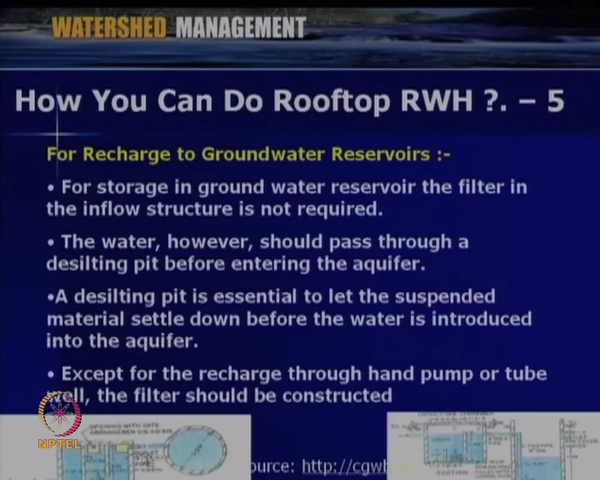 WATERSHED MANAGEMENT
How You Can Do Rooftop RWH ?. – 5
For Recharge to Groundwater Reservoirs :-
• For storage in ground water reservoir the filter in
the inflow structure is not required.
• The water, however, should pass through a
desilting pit before entering the aquifer.
•A desilting pit is essential to let the suspended
material settle down before the water is introduced
into the aquifer.
• Except for the recharge through hand pump or tube
well, the filter should be constructed
NPTEL
OPENING WITH
ource: http://cgwb